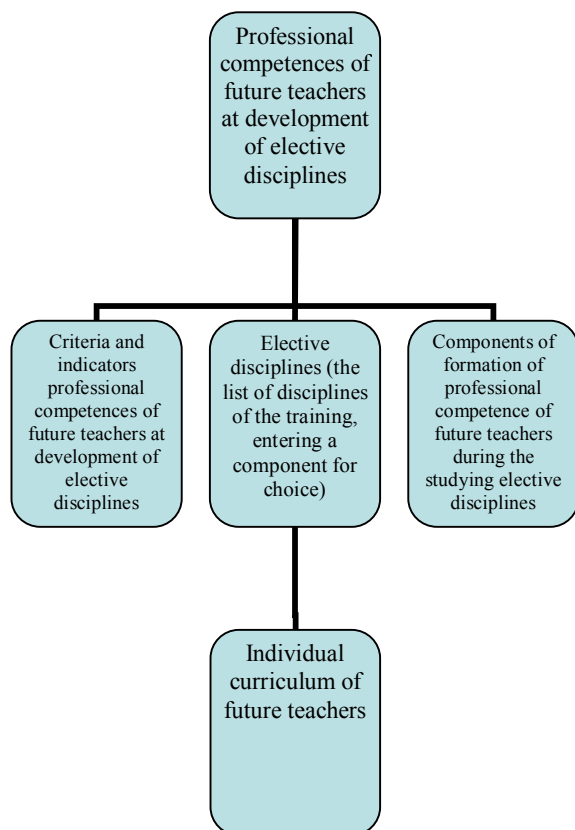 Professional
competences of
future teachers
at development
of elective
disciplines
Criteria and
indicators
professional
competences of
future teachers at
development of
elective
disciplines
Elective
disciplines (the
list of disciplines
of the training,
entering a
component for
choice)
Components of
formation of
professional
competence of
future teachers
during the
studying elective
disciplines
Individual
curriculum of
future teachers